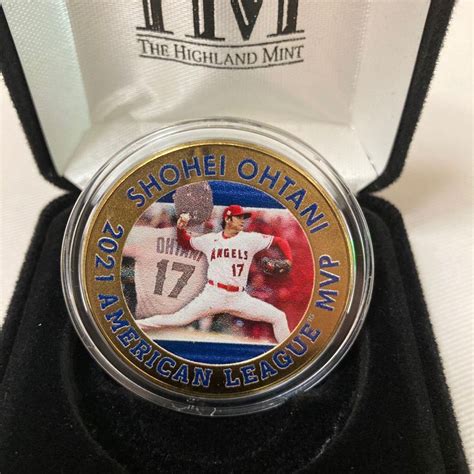 HM
THE HIGHLAND MINT
SHOHEI OHTANI
OHTANI
17
ANGELS
17
2021 AMERICAN LEAGUE MVP